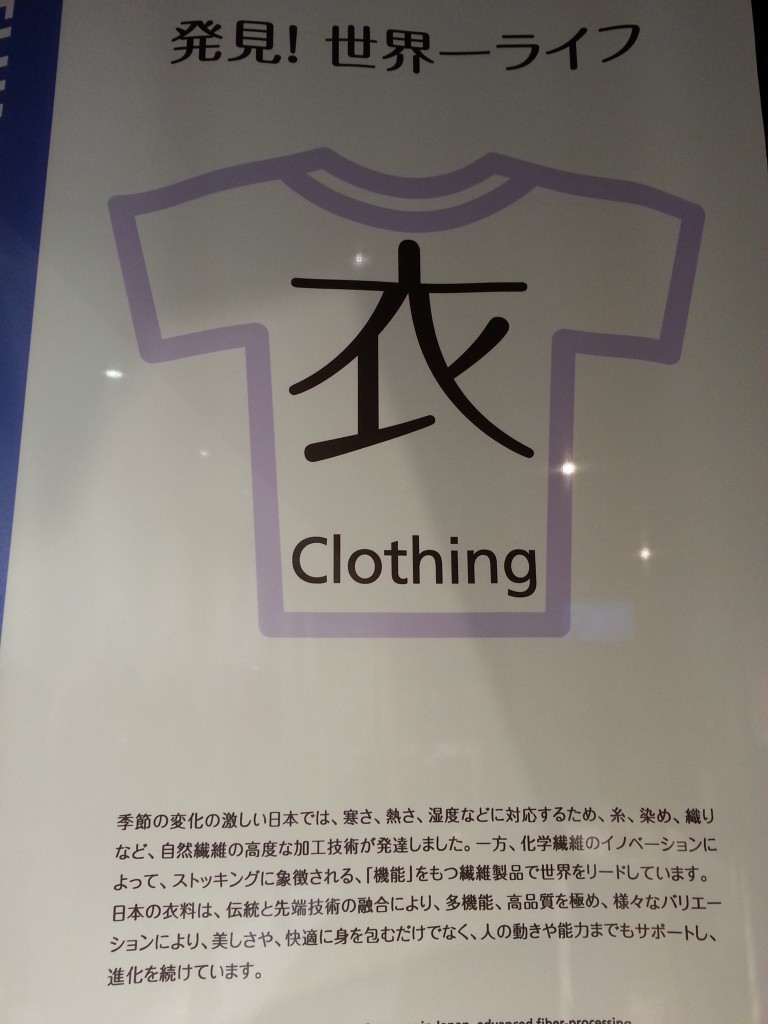 発見! 世界一ライフ
衣
Clothing
季節の変化の激しい日本では、寒さ、熱さ、湿度などに対応するため、糸、染め、織り
など、自然繊維の高度な加工技術が発達しました。一方、化学繊維のイノベーションに
よって、ストッキングに象徴される、「機能」をもつ繊維製品で世界をリードしています。
日本の衣料は、伝統と先端技術の融合により、多機能、高品質を極め、様々なバリエー
ションにより、美しさや、快適に身を包むだけでなく、人の動きや能力までもサポートし、
進化を続けています。
in Japan, advanced fiber-processing